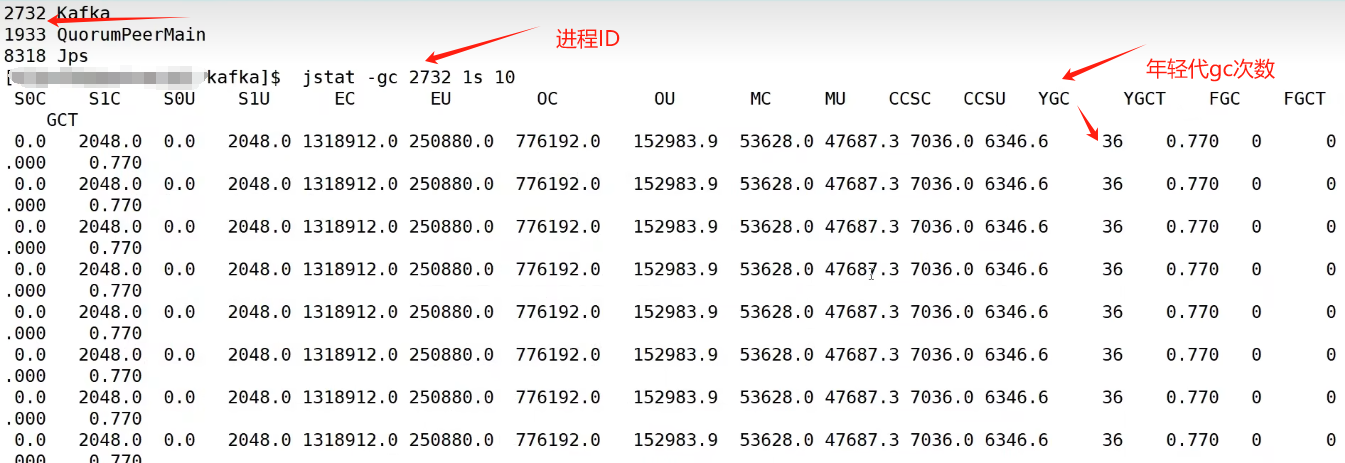 2732 Kafka
1933 QuorumPeerMain
8318 Jps
进程ID
[kafka]$ jstat -gc 2732 1s 10
年轻代gc次数
S0C S1C S0U S1U EC EU OC OU MC MU CCSC CCSU YGC YGCT FGC FGCT
GCT
0.0 2048.0 0.0 2048.0 1318912.0 250880.0 776192.0 152983.9 53628.0 47687.3 7036.0 6346.6 36 0.770 0 0
.000 0.770
0.0 2048.0 0.0 2048.0 1318912.0 250880.0 776192.0 152983.9 53628.0 47687.3 7036.0 6346.6 36 0.770 0 0
.000 0.770
0.0 2048.0 0.0 2048.0 1318912.0 250880.0 776192.0 152983.9 53628.0 47687.3 7036.0 6346.6 36 0.770 0 0
.000 0.770
0.0 2048.0 0.0 2048.0 1318912.0 250880.0 776192.0 152983.9 53628.0 47687.3 7036.0 6346.6 36 0.770 0 0
.000 0.770
0.0 2048.0 0.0 2048.0 1318912.0 250880.0 776192.0 152983.9 53628.0 47687.3 7036.0 6346.6 36 0.770 0 0
.000 0.770
0.0 2048.0 0.0 2048.0 1318912.0 250880.0 776192.0 152983.9 53628.0 47687.3 7036.0 6346.6 36 0.770 0 0
.000 0.770
0.0 2048.0 0.0 2048.0 1318912.0 250880.0 776192.0 152983.9 53628.0 47687.3 7036.0 6346.6 36 0.770 0 0
.000 0.770
0.0 2048.0 0.0 2048.0 1318912.0 250880.0 776192.0 152983.9 53628.0 47687.3 7036.0 6346.6 36 0.770 0 0
.000 0.770